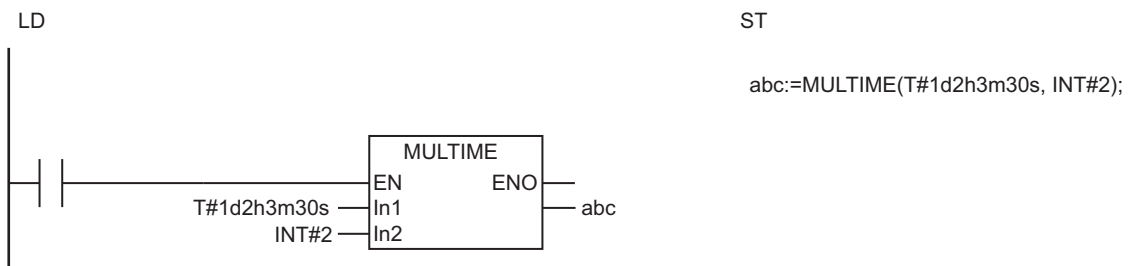 LD
ST
abc:=MULTIME(T#1d2h3m30s, INT#2);
MULTIME
EN ENO
T#1d2h3m30s In1 abc
INT#2 In2